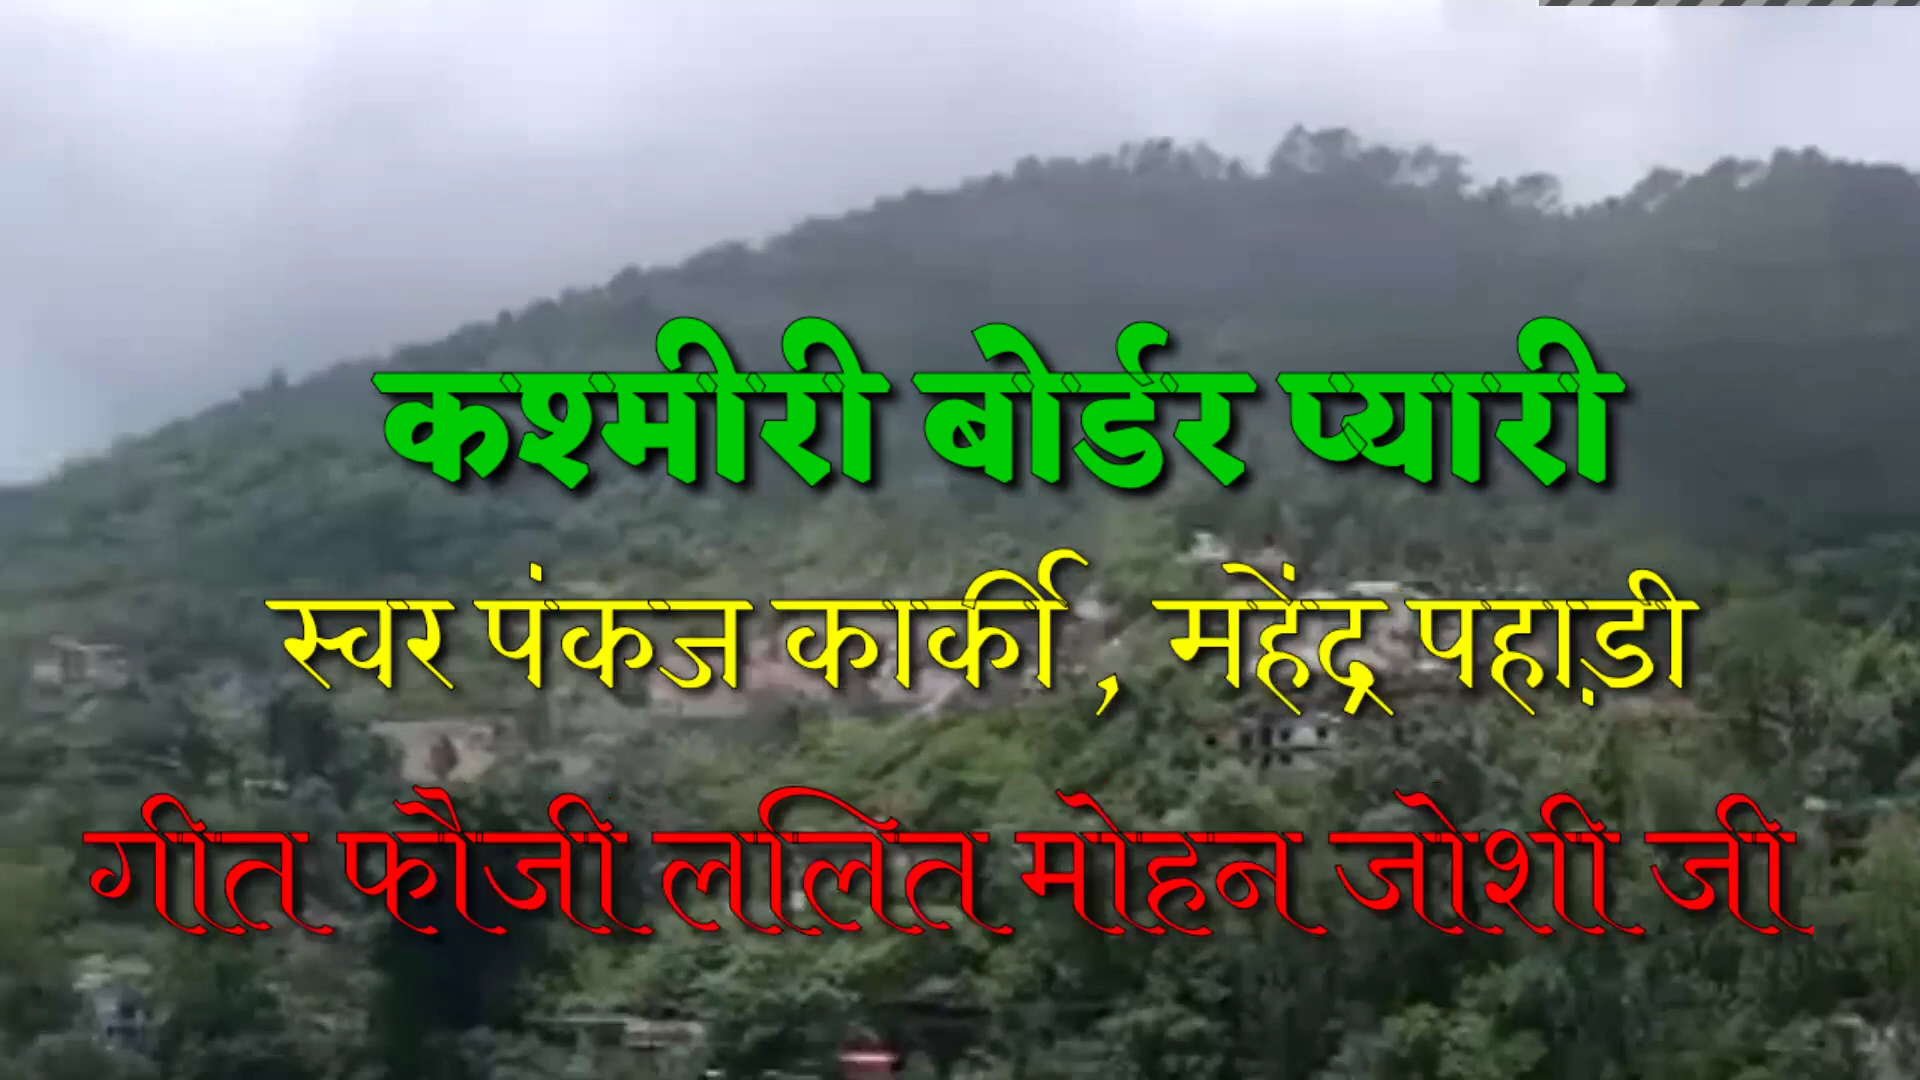 कश्मीरी बोर्डर प्यारी
स्वर पंकज कार्की , महेंद्र पहाड़ी
गीत फौजी ललित मोहन जोशी जी